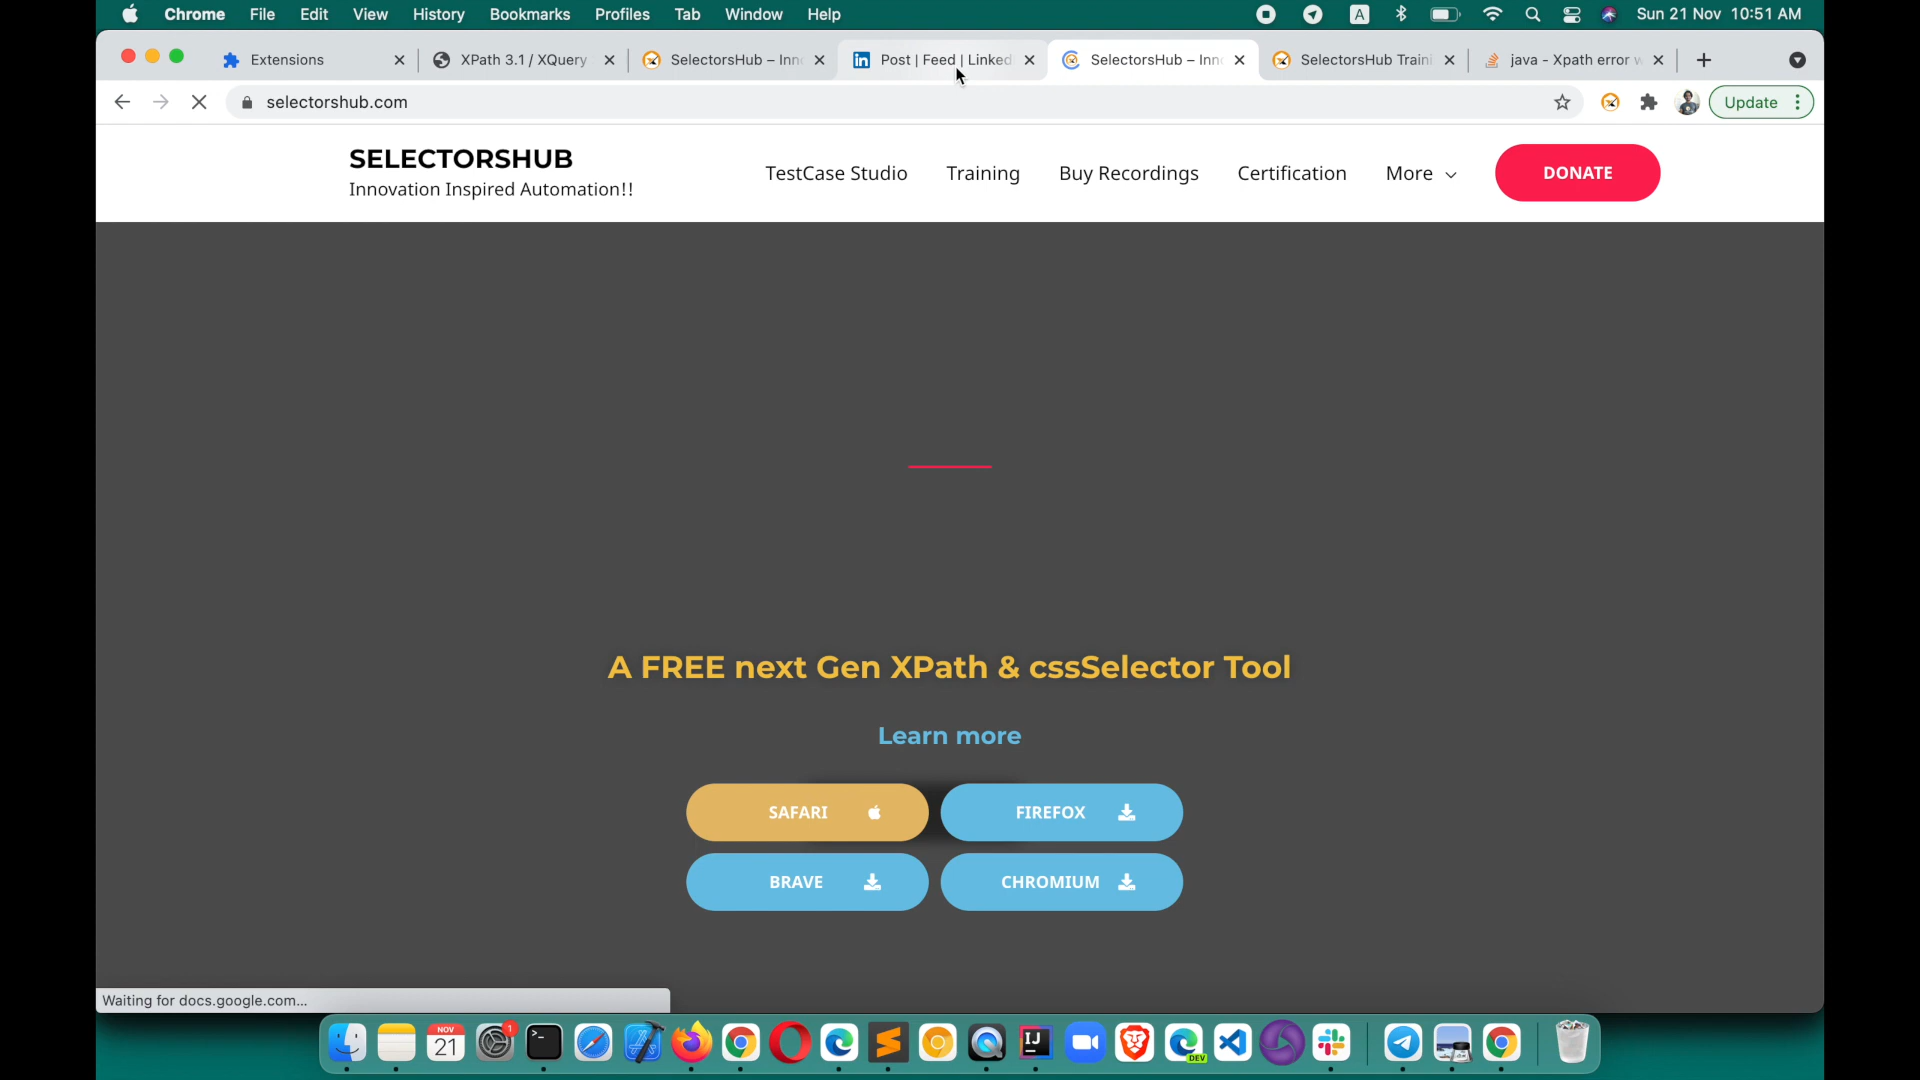 Chrome File Edit View History Bookmarks Profiles Tab Window Help A Sun 21 Nov 10:51 AM
Extensions XPath 3.1 / XQuery SelectorsHub – Inn Post | Feed | Linked SelectorsHub – Inn SelectorsHub Traini java - Xpath error w
selectorshub.com Update
SELECTORSHUB
Innovation Inspired Automation!!
TestCase Studio Training Buy Recordings Certification More DONATE
A FREE next Gen XPath & cssSelector Tool
Learn more
SAFARI FIREFOX
BRAVE CHROMIUM
Waiting for docs.google.com...
NOV
21
1
IJ
DEV